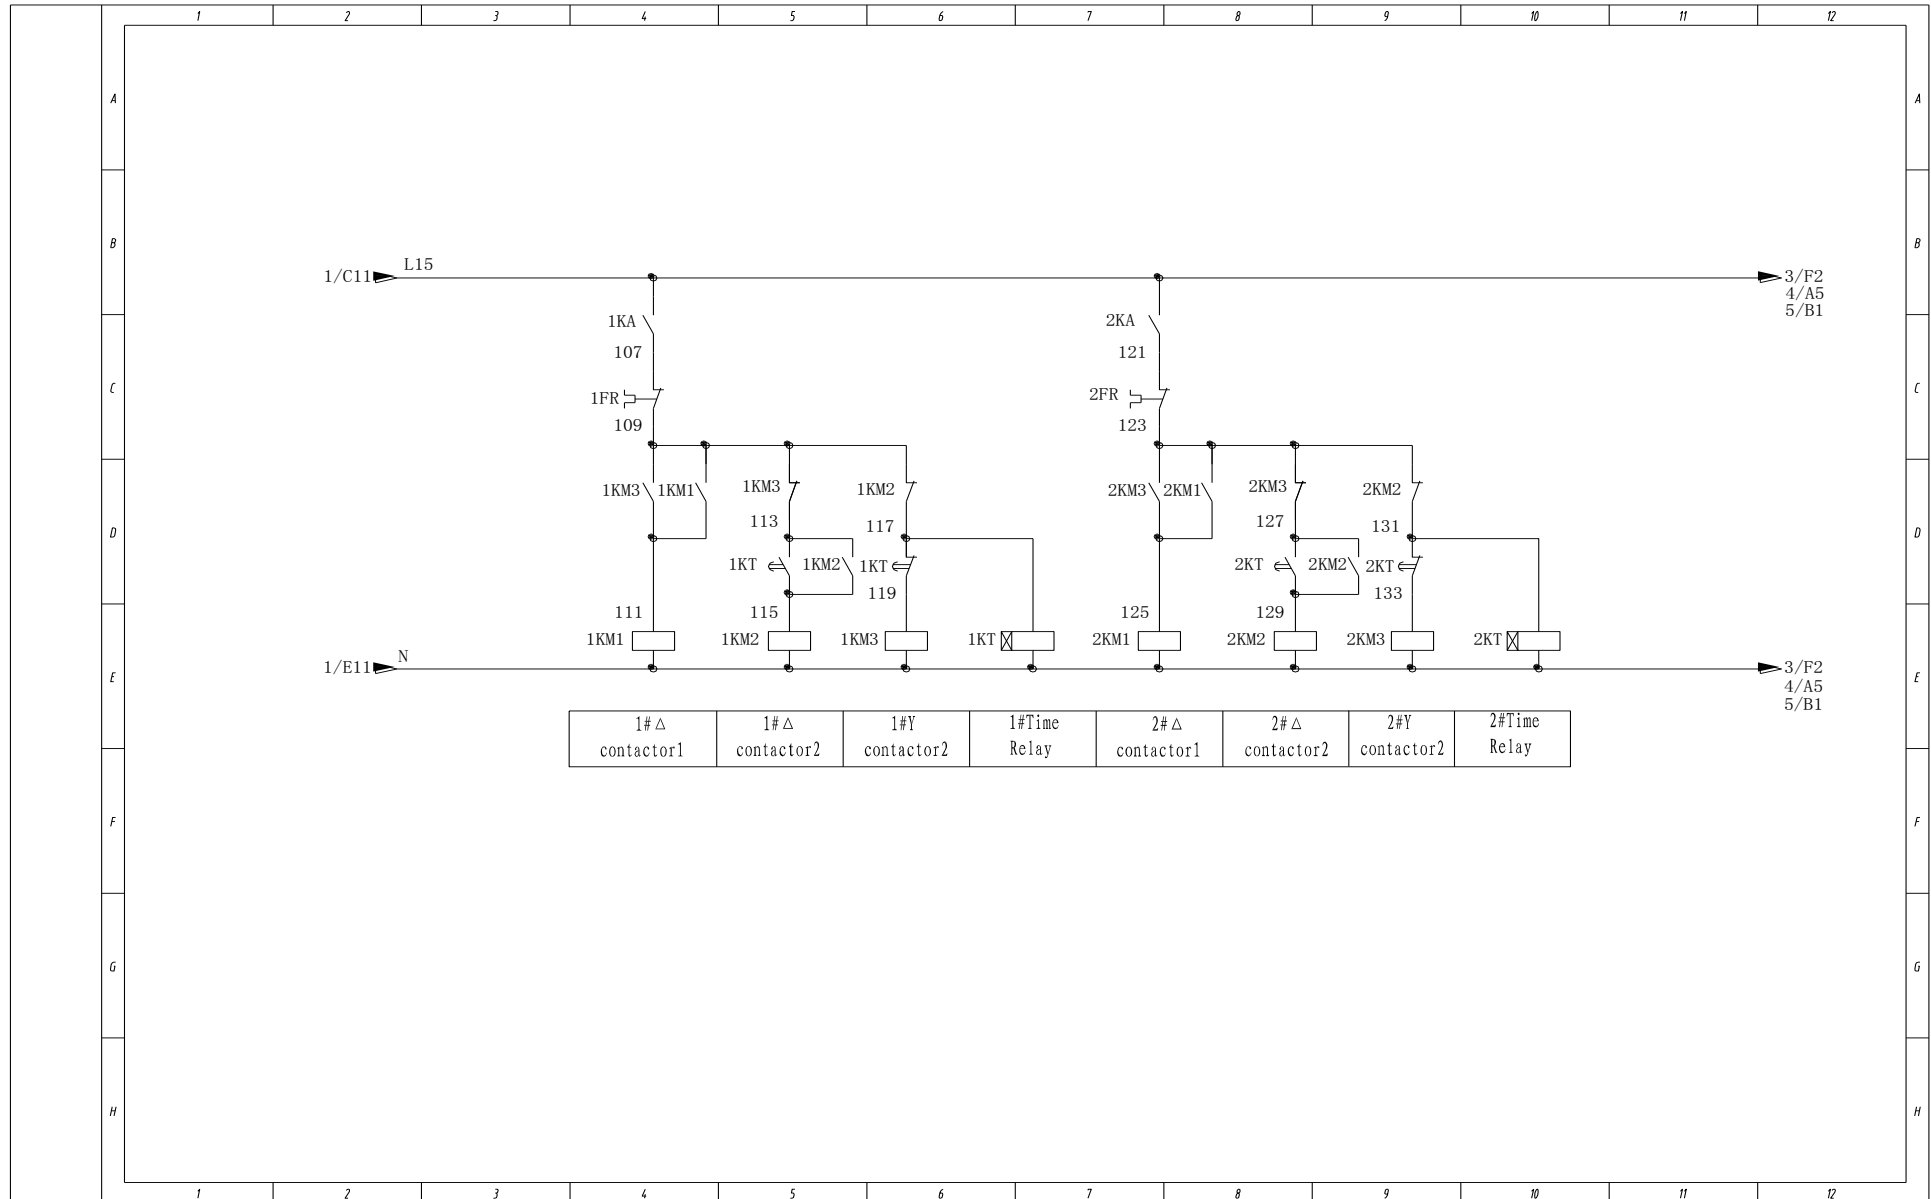 1 2 3 4 5 6 7 8 9 10 11 12
A A
B B
1/C11 L15 3/F2
4/A5
5/B1
1KA 2KA
107 121
C C
1FR 2FR
109 123
1KM3 1KM1 1KM3 1KM2 2KM3 2KM1 2KM3 2KM2
113 117 127 131
D D
1KT 1KM2 1KT 2KT 2KM2 2KT
119 133
111 115 125 129
1KM1 1KM2 1KM3 1KT 2KM1 2KM2 2KM3 2KT
1/E11 N 3/F2
E E
4/A5
5/B1
1#△ 1#△ 1#Y 1#Time 2#△ 2#△ 2#Y 2#Time
contactor1 contactor2 contactor2 Relay contactor1 contactor2 contactor2 Relay
F F
G G
H H
1 2 3 4 5 6 7 8 9 10 11 12